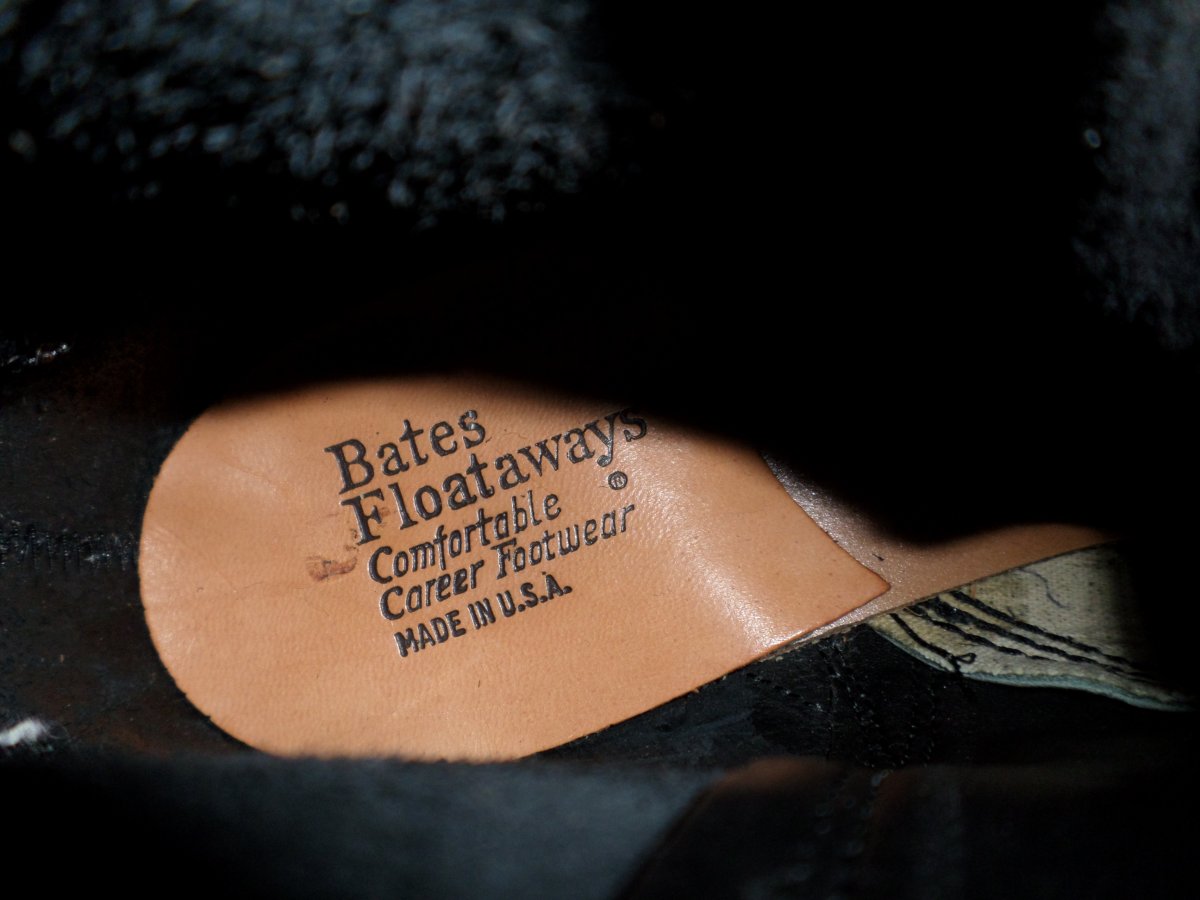 Bates
Floataways®
Comfortable
Career Footwear
MADE IN U.S.A.